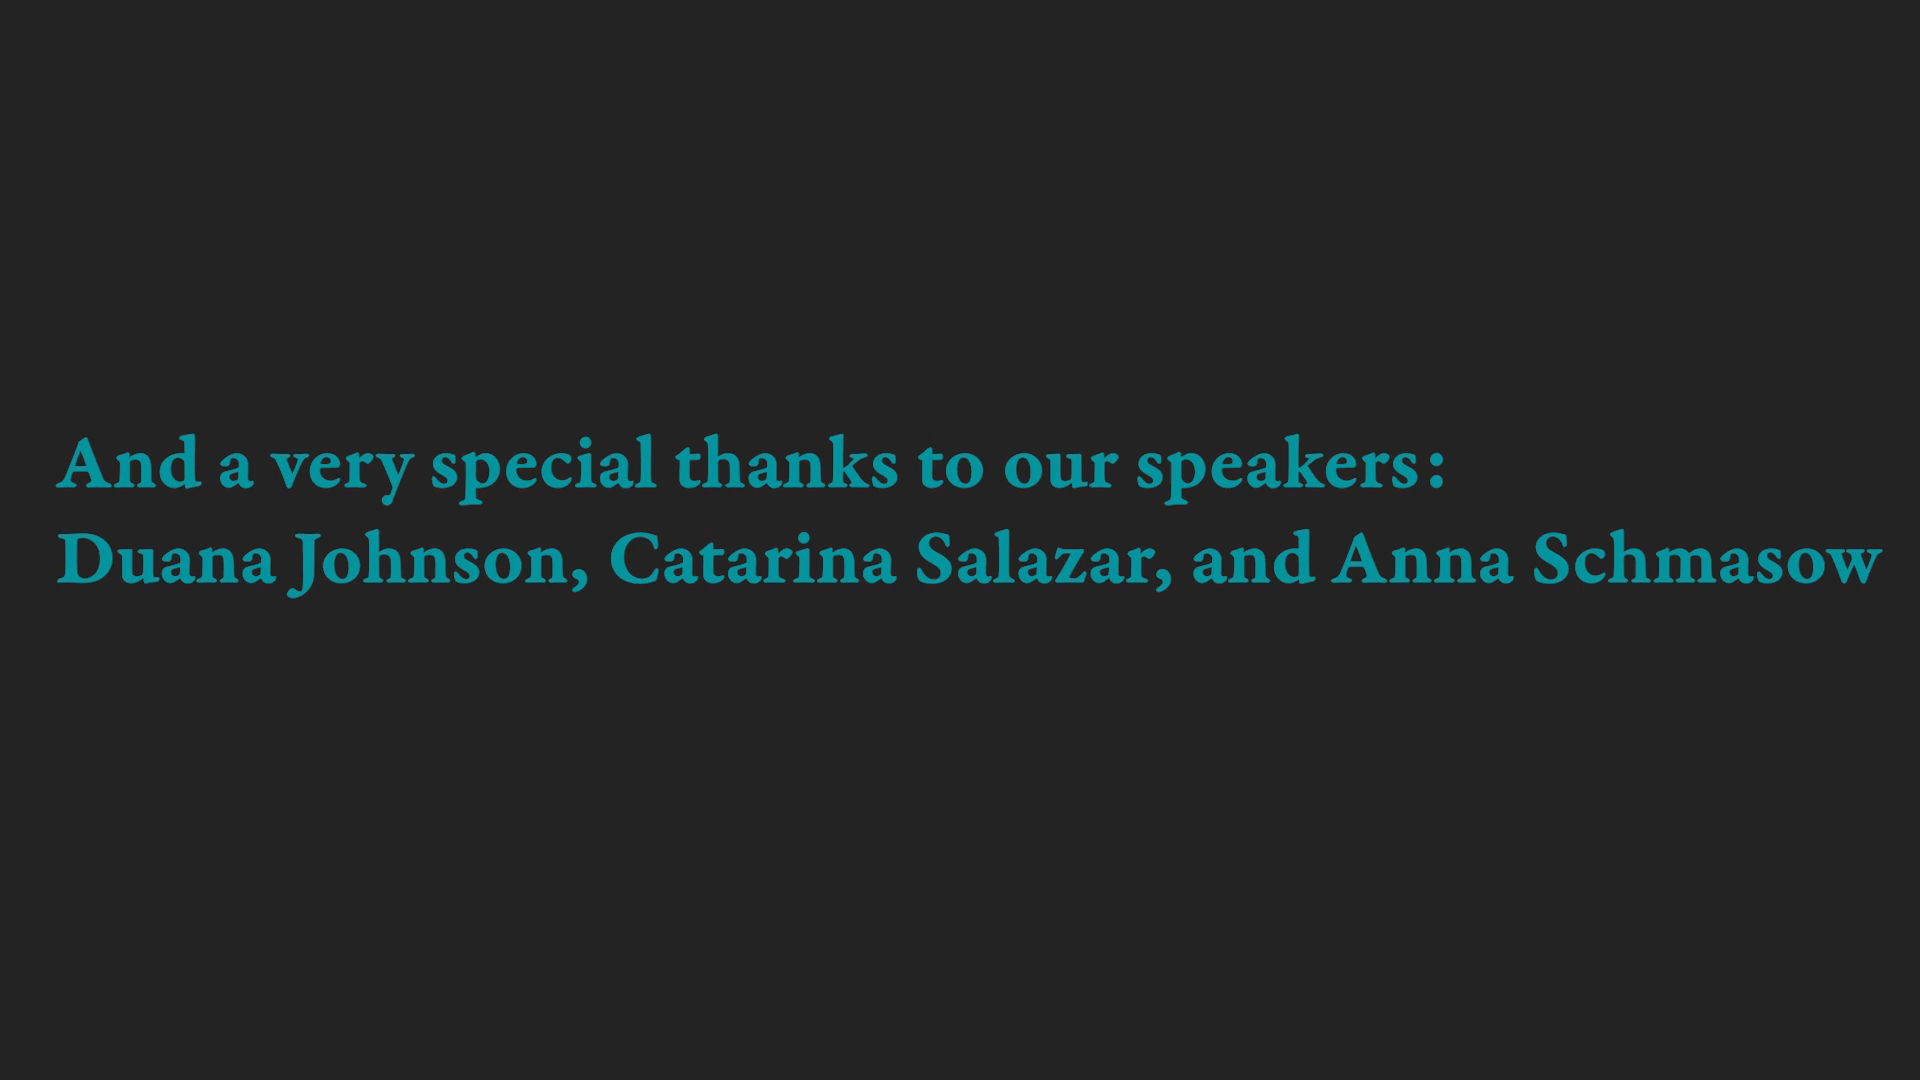 And a very special thanks to our speakers:
Duana Johnson, Catarina Salazar, and Anna Schmasow